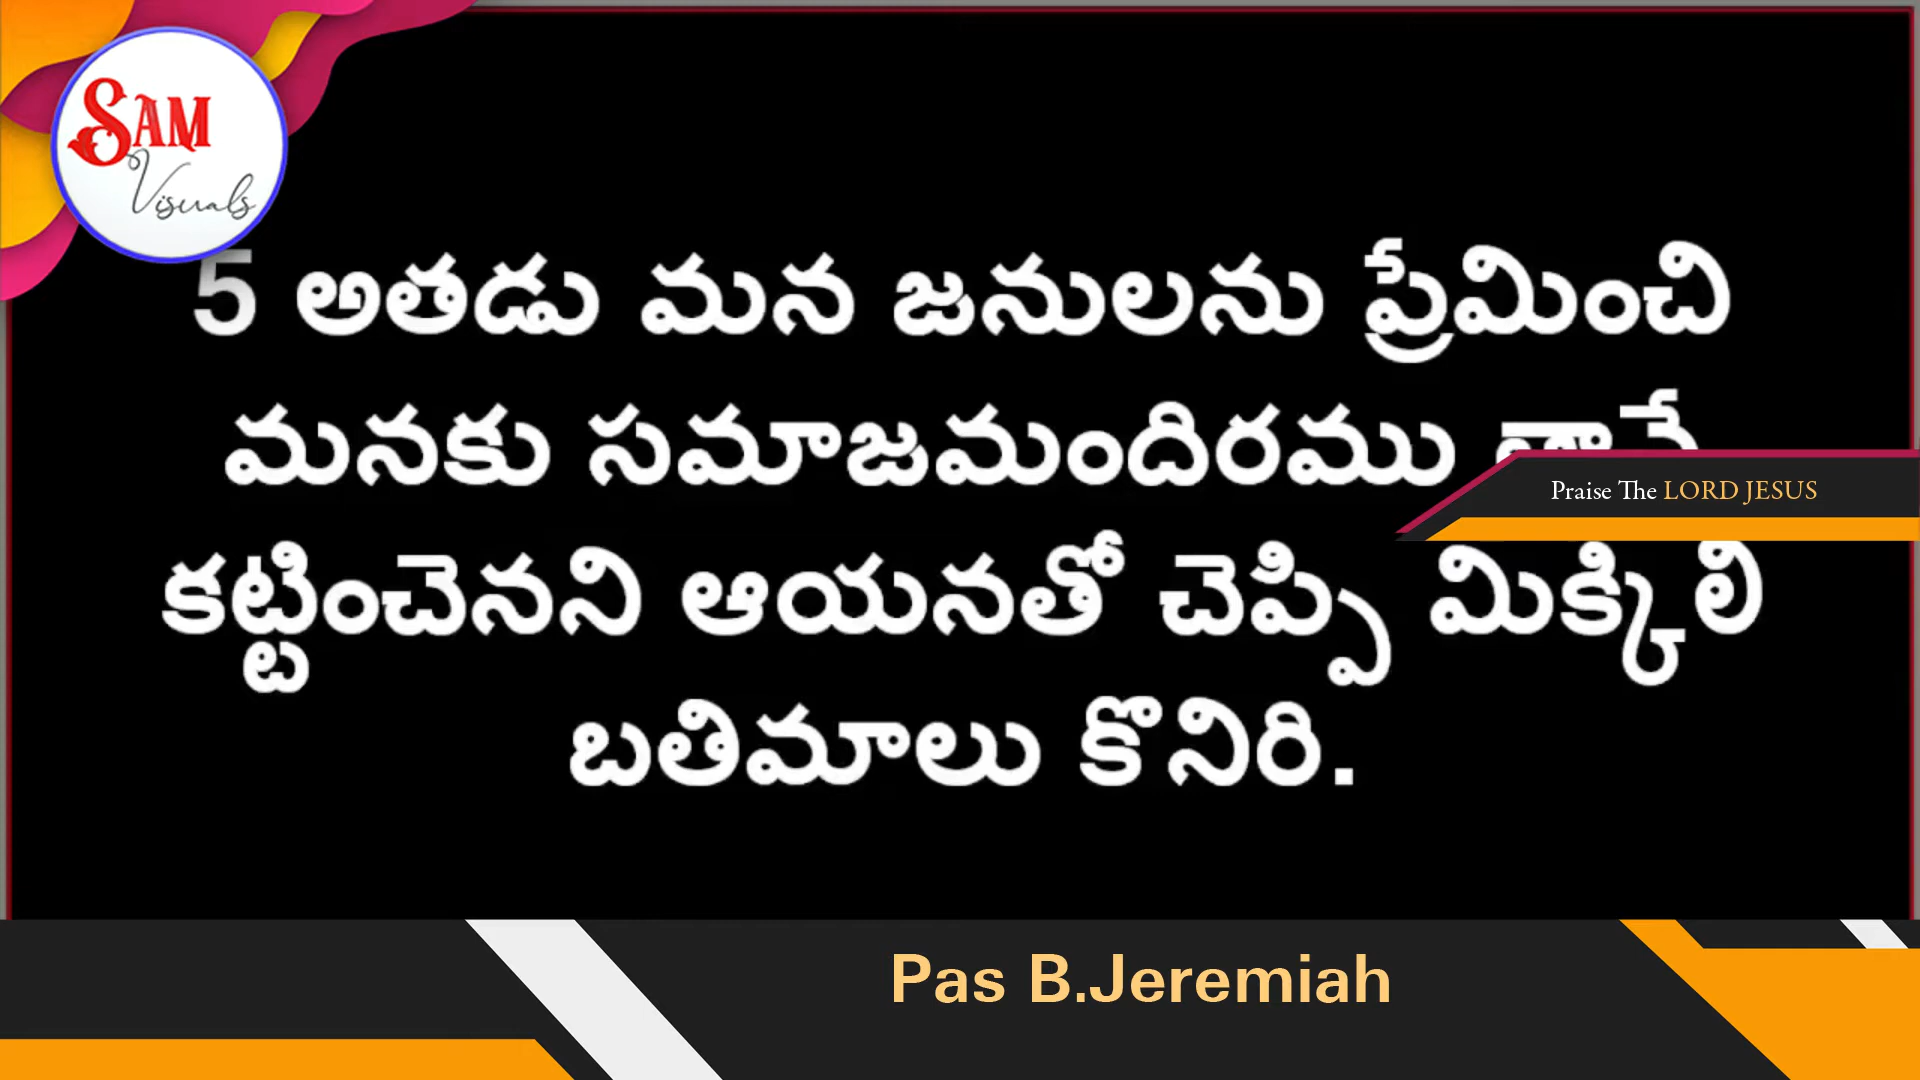 SAM
Visuals
5 అతడు మన జనులను ప్రేమించి
మనకు సమాజమందిరము
Praise The LORD JESUS
కట్టించెనని ఆయనతో చెప్పి మిక్కిలి
బతిమాలు కొనిరి.
Pas B.Jeremiah